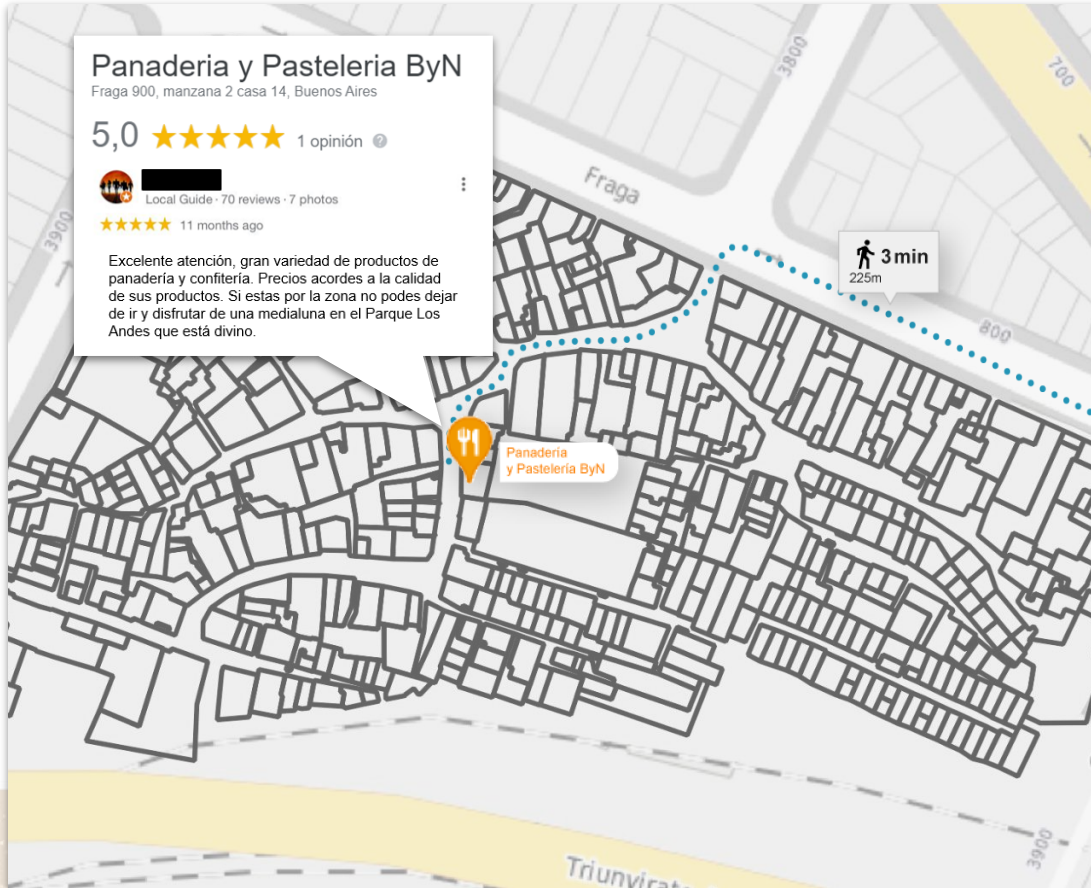 Panaderia y Pasteleria ByN
Fraga 900, manzana 2 casa 14, Buenos Aires
5,0
1 opinión
?
Local Guide · 70 reviews · 7 photos
11 months ago
Excelente atención, gran variedad de productos de
panadería y confitería. Precios acordes a la calidad
de sus productos. Si estas por la zona no podes dejar
de ir y disfrutar de una medialuna en el Parque Los
Andes que está divino.
3800
700
Fraga
3900
3 min
225m
800
Panadería
y Pastelería ByN
3900
Triunvirato